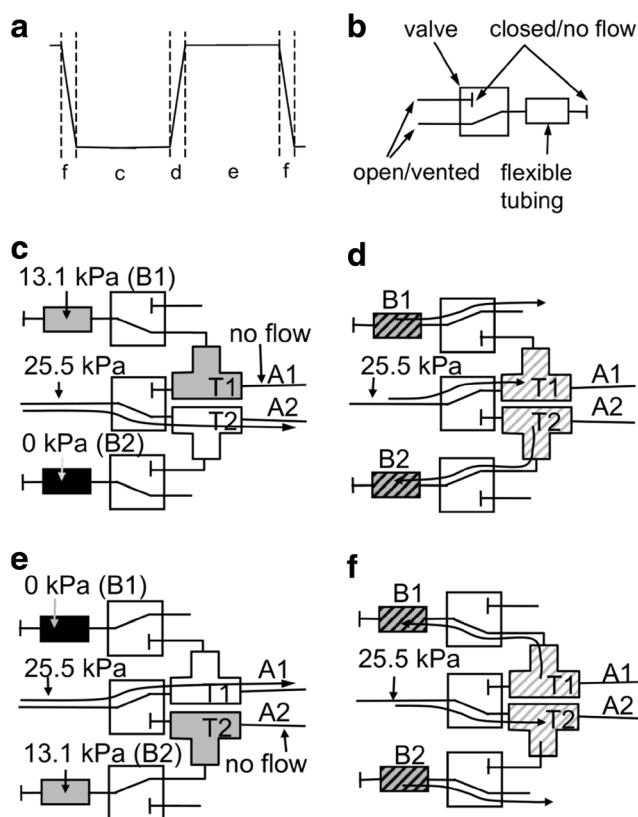 a
f c d e f
b
valve closed/no flow
open/vented flexible
tubing
c
13.1 kPa (B1)
no flow
25.5 kPa
T1 A1
T2 A2
0 kPa (B2)
d
B1
25.5 kPa
T1 A1
T2 A2
B2
e
0 kPa (B1)
25.5 kPa
T1 A1
T2 A2
13.1 kPa (B2)
no flow
f
B1
25.5 kPa
T1 A1
T2 A2
B2